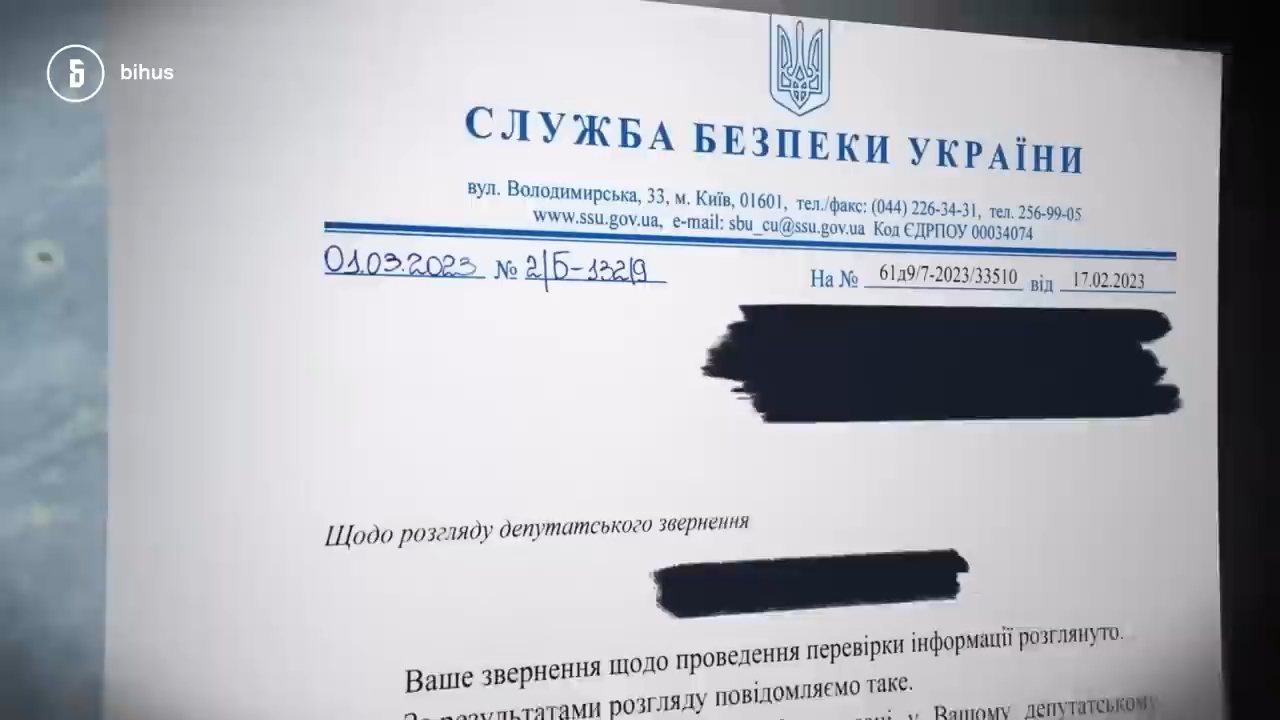 Б bihus
СЛУЖБА БЕЗПЕКИ УКРАЇНИ
вул. Володимирська, 33, м. Київ, 01601, тел./факс: (044) 226-34-31, тел. 256-99-05
www.ssu.gov.ua, e-mail: sbu_cu@ssu.gov.ua Код ЄДРПОУ 00034074
01.03.2023 № 2/Б-132/9 На № 61д9/7-2023/33510 від 17.02.2023
Щодо розгляду депутатського звернення
Ваше звернення щодо проведення перевірки інформації розглянуто.
За результатами розгляду повідомляємо таке.
у Вашому депутатському